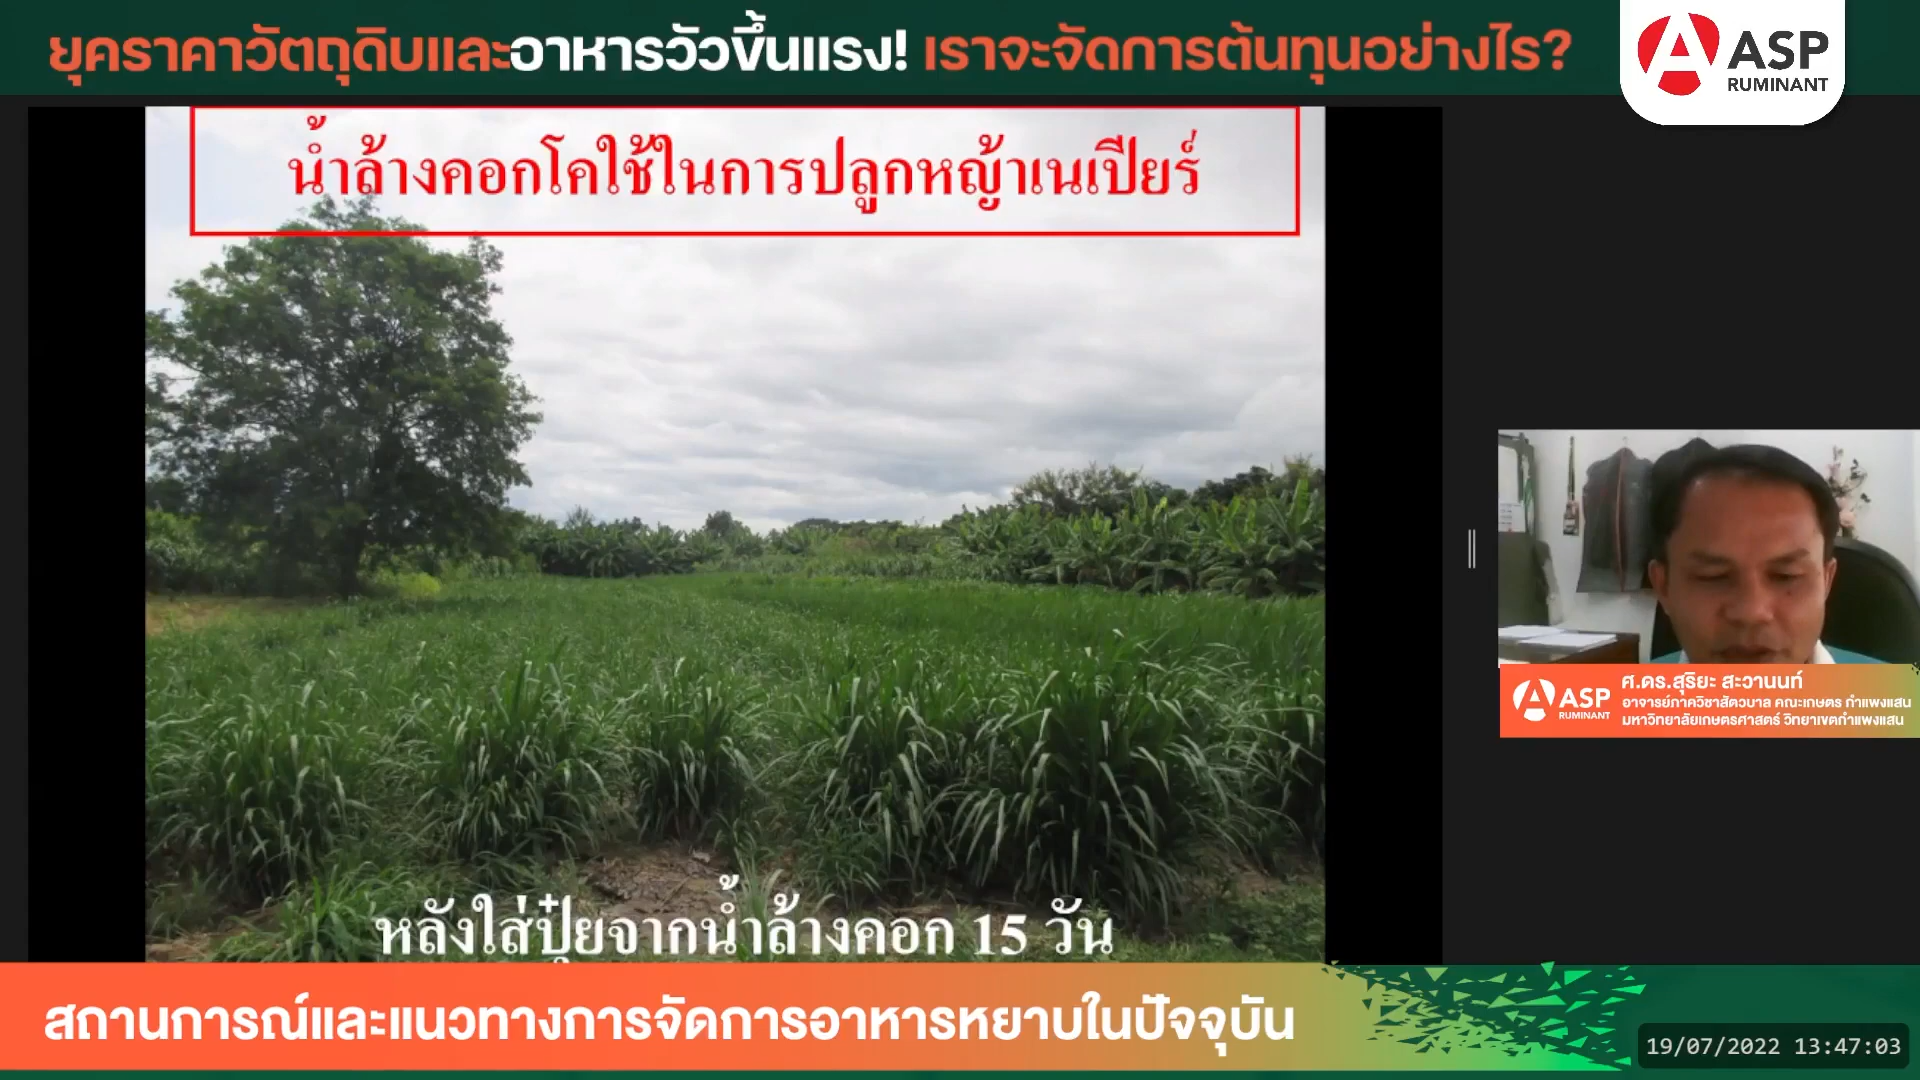 ยุคราคาวัตถุดิบและอาหารวัวขึ้นแรง! เราจะจัดการต้นทุนอย่างไร?
ASP
RUMINANT
น้ำล้างคอกโคใช้ในการปลูกหญ้าเนเปียร์
หลังใส่ปุ๋ยจากน้ำล้างคอก 15 วัน
ASP
RUMINANT
ศ.ดร.สุริยะ สะวานนท์
อาจารย์ภาควิชาสัตวบาล คณะเกษตร กำแพงแสน
มหาวิทยาลัยเกษตรศาสตร์ วิทยาเขตกำแพงแสน
สถานการณ์และแนวทางการจัดการอาหารหยาบในปัจจุบัน
19/07/2022 13:47:03